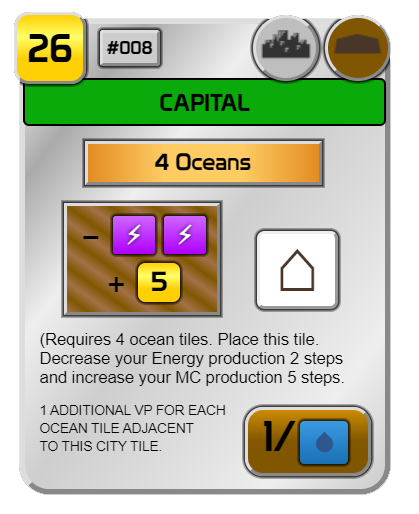 26
#008
CAPITAL
4 Oceans
-
+ 5
(Requires 4 ocean tiles. Place this tile.
Decrease your Energy production 2 steps
and increase your MC production 5 steps.
1 ADDITIONAL VP FOR EACH
OCEAN TILE ADJACENT
TO THIS CITY TILE.
1/